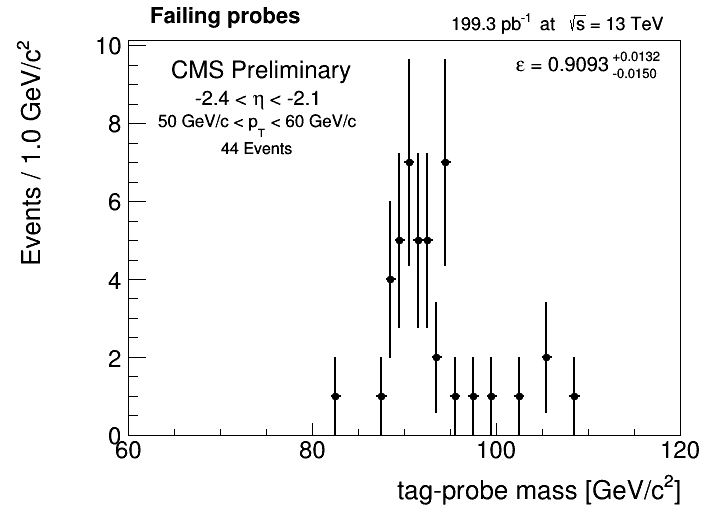 Failing probes
199.3 pb⁻¹ at √s = 13 TeV
CMS Preliminary
-2.4 < η < -2.1
50 GeV/c < p_T < 60 GeV/c
44 Events
ε = 0.9093 +0.0132 -0.0150
Events / 1.0 GeV/c²
10
8
6
4
2
0
60 80 100 120
tag-probe mass [GeV/c²]